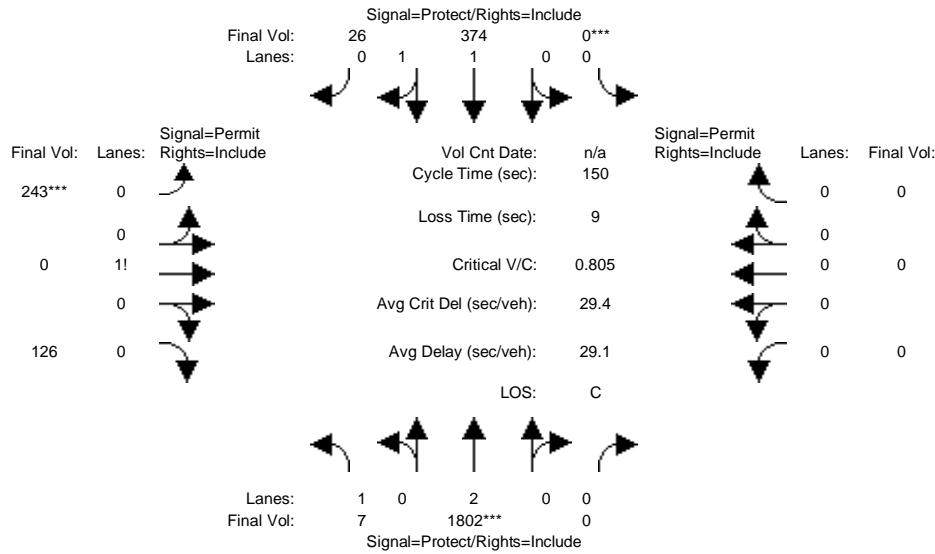 Signal=Protect/Rights=Include
Final Vol: 26 374 0***
Lanes: 0 1 1 0 0
Signal=Permit Signal=Permit
Final Vol: Lanes: Rights=Include Vol Cnt Date: n/a Rights=Include Lanes: Final Vol:
Cycle Time (sec): 150
243*** 0 0 0
Loss Time (sec): 9
0 0
0 1! Critical V/C: 0.805 0 0
0 Avg Crit Del (sec/veh): 29.4 0
126 0 Avg Delay (sec/veh): 29.1 0 0
LOS: C
Lanes: 1 0 2 0 0
Final Vol: 7 1802*** 0
Signal=Protect/Rights=Include